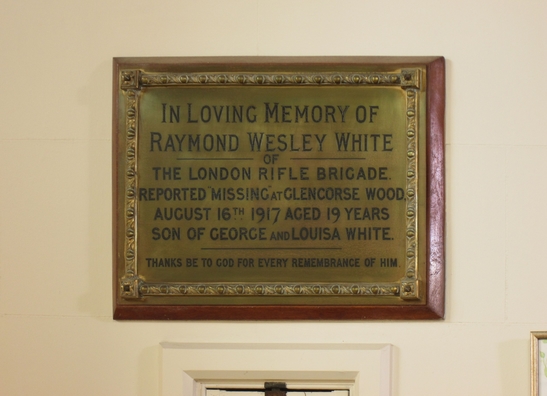 IN LOVING MEMORY OF
RAYMOND WESLEY WHITE
OF
THE LONDON RIFLE BRIGADE.
REPORTED "MISSING" AT GLENCORSE WOOD,
AUGUST 16TH 1917 AGED 19 YEARS
SON OF GEORGE AND LOUISA WHITE.
THANKS BE TO GOD FOR EVERY REMEMBRANCE OF HIM.